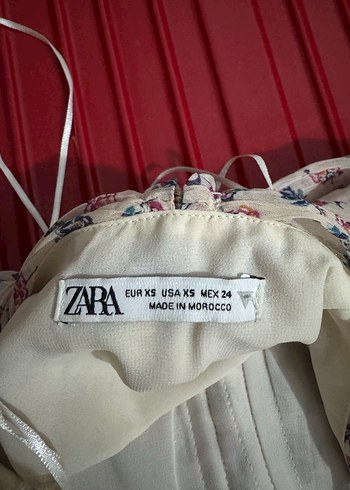 ZARA
EUR XS USA XS MEX 24
MADE IN MOROCCO